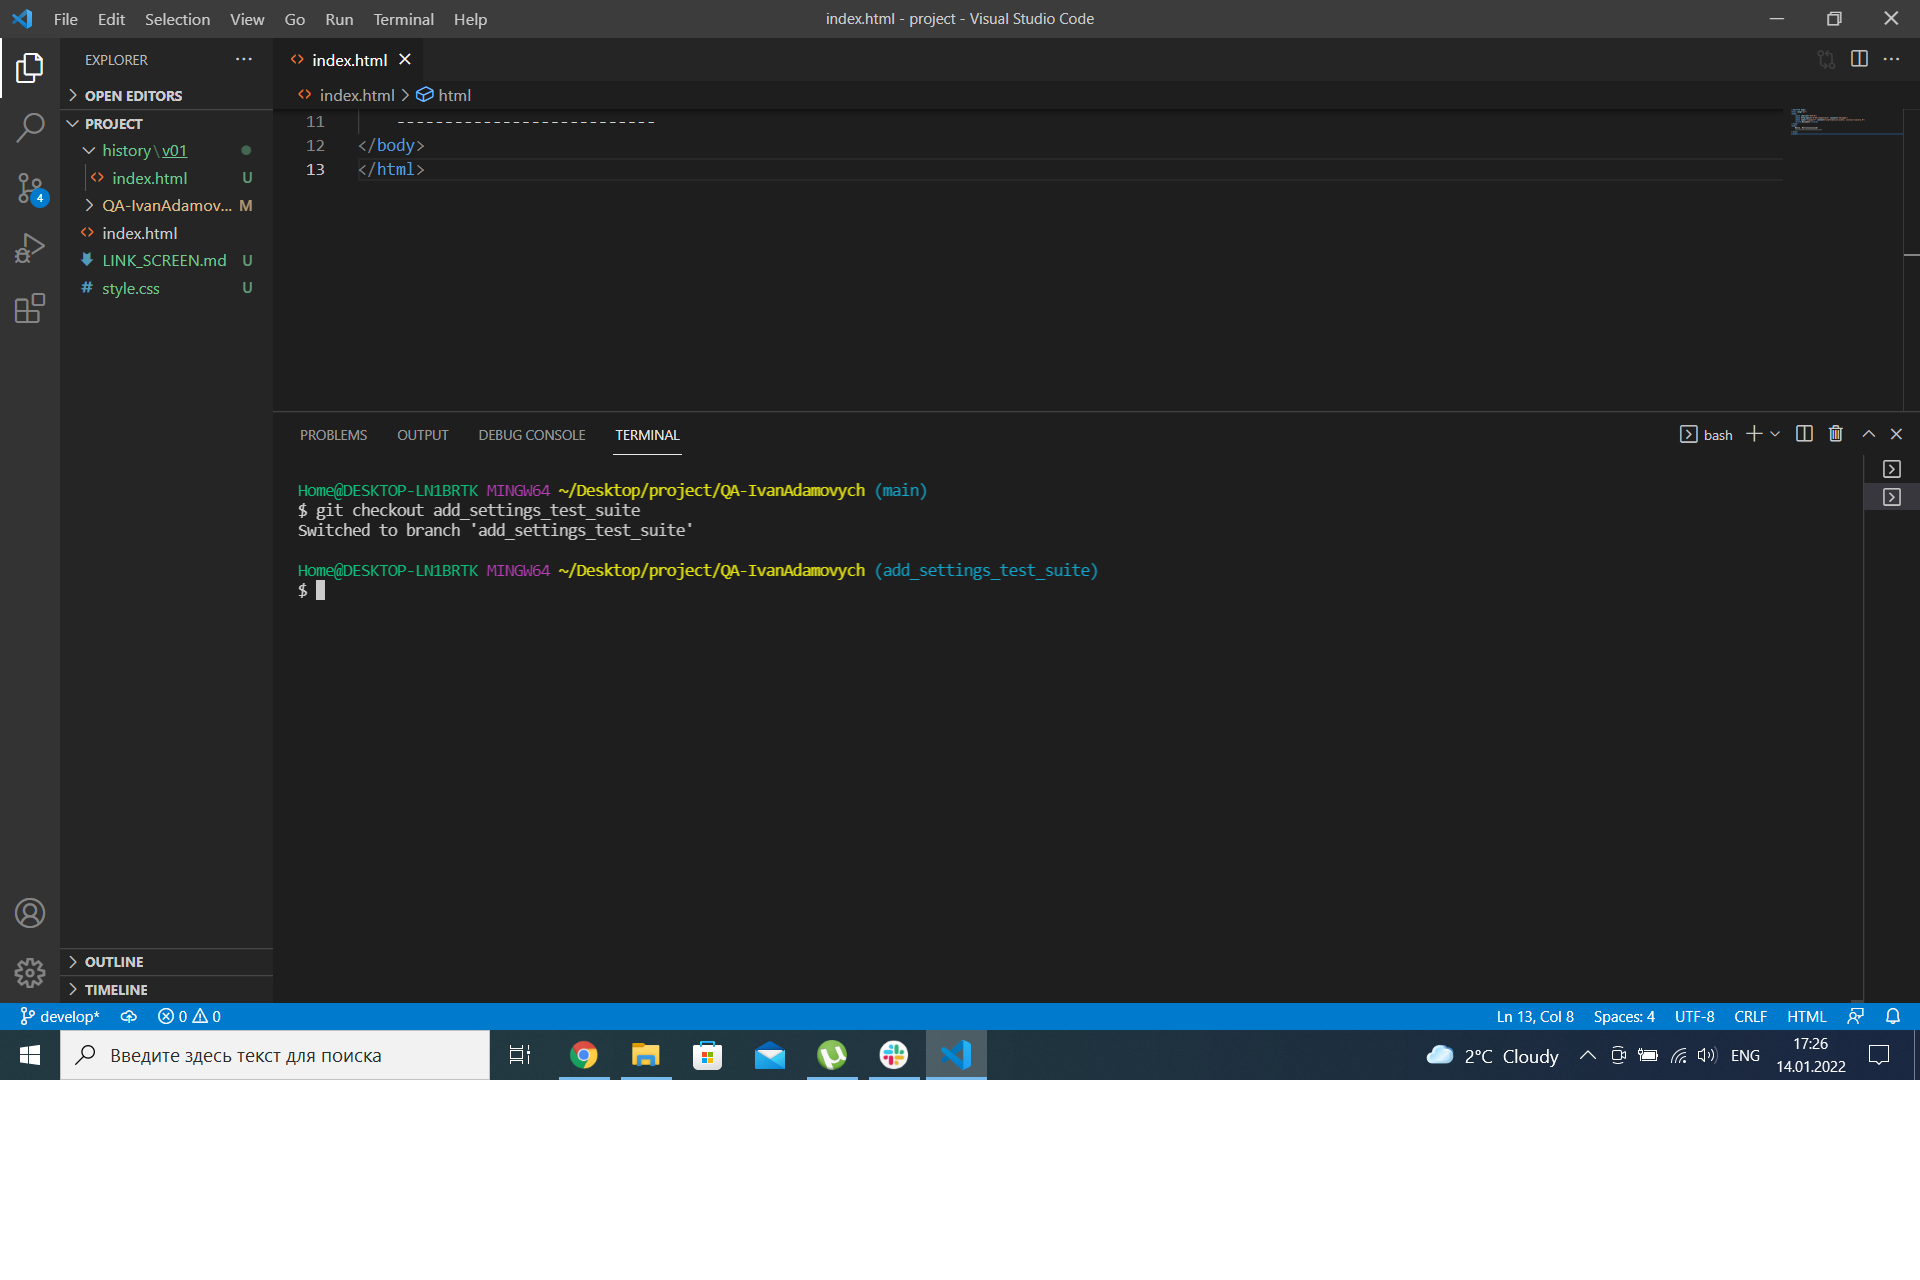 File Edit Selection View Go Run Terminal Help
index.html - project - Visual Studio Code
EXPLORER
OPEN EDITORS
PROJECT
history\v01
index.html U
QA-IvanAdamov... M
index.html
LINK_SCREEN.md U
style.css U
4
OUTLINE
TIMELINE
index.html
index.html > html
11 ---------------------------
12 </body>
13 </html>
PROBLEMS OUTPUT DEBUG CONSOLE TERMINAL
bash
Home@DESKTOP-LN1BRTK MINGW64 ~/Desktop/project/QA-IvanAdamovych (main)
$ git checkout add_settings_test_suite
Switched to branch 'add_settings_test_suite'
Home@DESKTOP-LN1BRTK MINGW64 ~/Desktop/project/QA-IvanAdamovych (add_settings_test_suite)
$
develop* 0 0 Ln 13, Col 8 Spaces: 4 UTF-8 CRLF HTML
Введите здесь текст для поиска
2°C Cloudy
ENG
17:26
14.01.2022